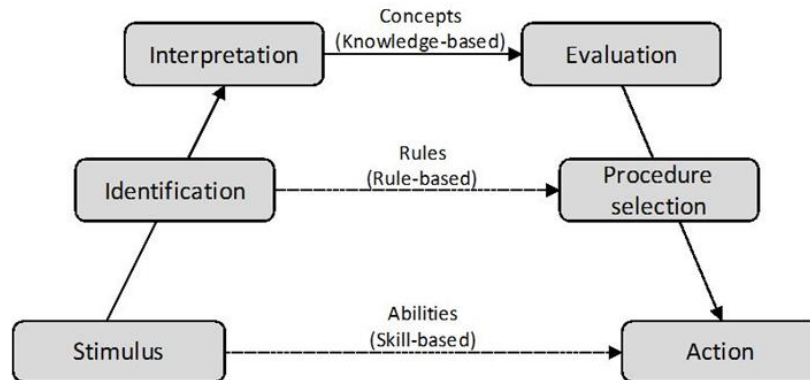 Concepts
(Knowledge-based)
Interpretation
Evaluation
Rules
(Rule-based)
Identification
Procedure
selection
Abilities
(Skill-based)
Stimulus
Action